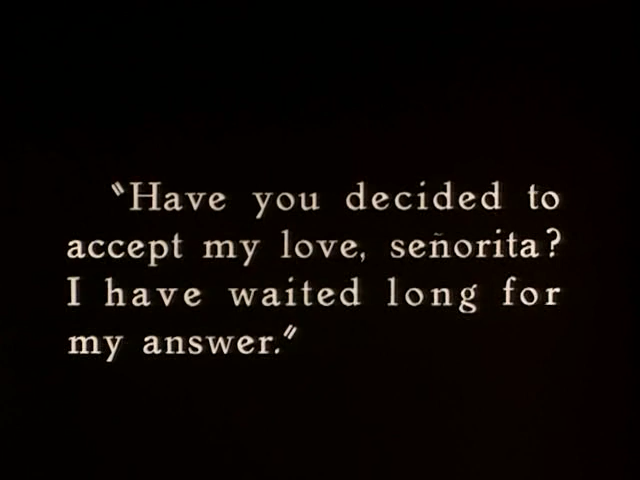 "Have you decided to
accept my love, señorita?
I have waited long for
my answer."